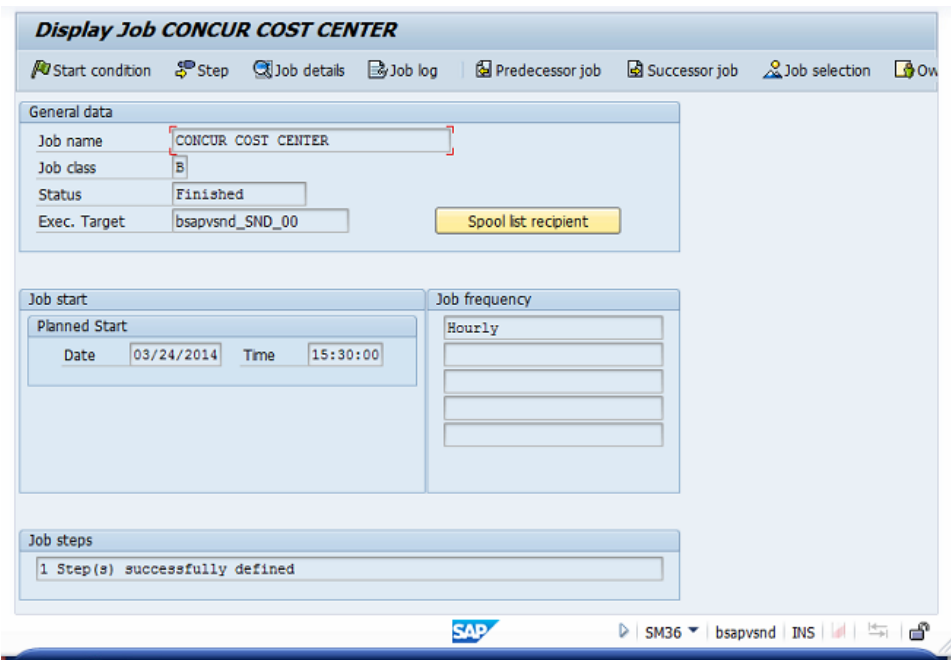 Display Job CONCUR COST CENTER
Start condition Step Job details Job log Predecessor job Successor job Job selection Ow
General data
Job name CONCUR COST CENTER
Job class B
Status Finished
Exec. Target bsapvsnd_SND_00 Spool list recipient
Job start Job frequency
Planned Start Hourly
Date 03/24/2014 Time 15:30:00
Job steps
1 Step(s) successfully defined
SAP SM36 bsapvsnd INS